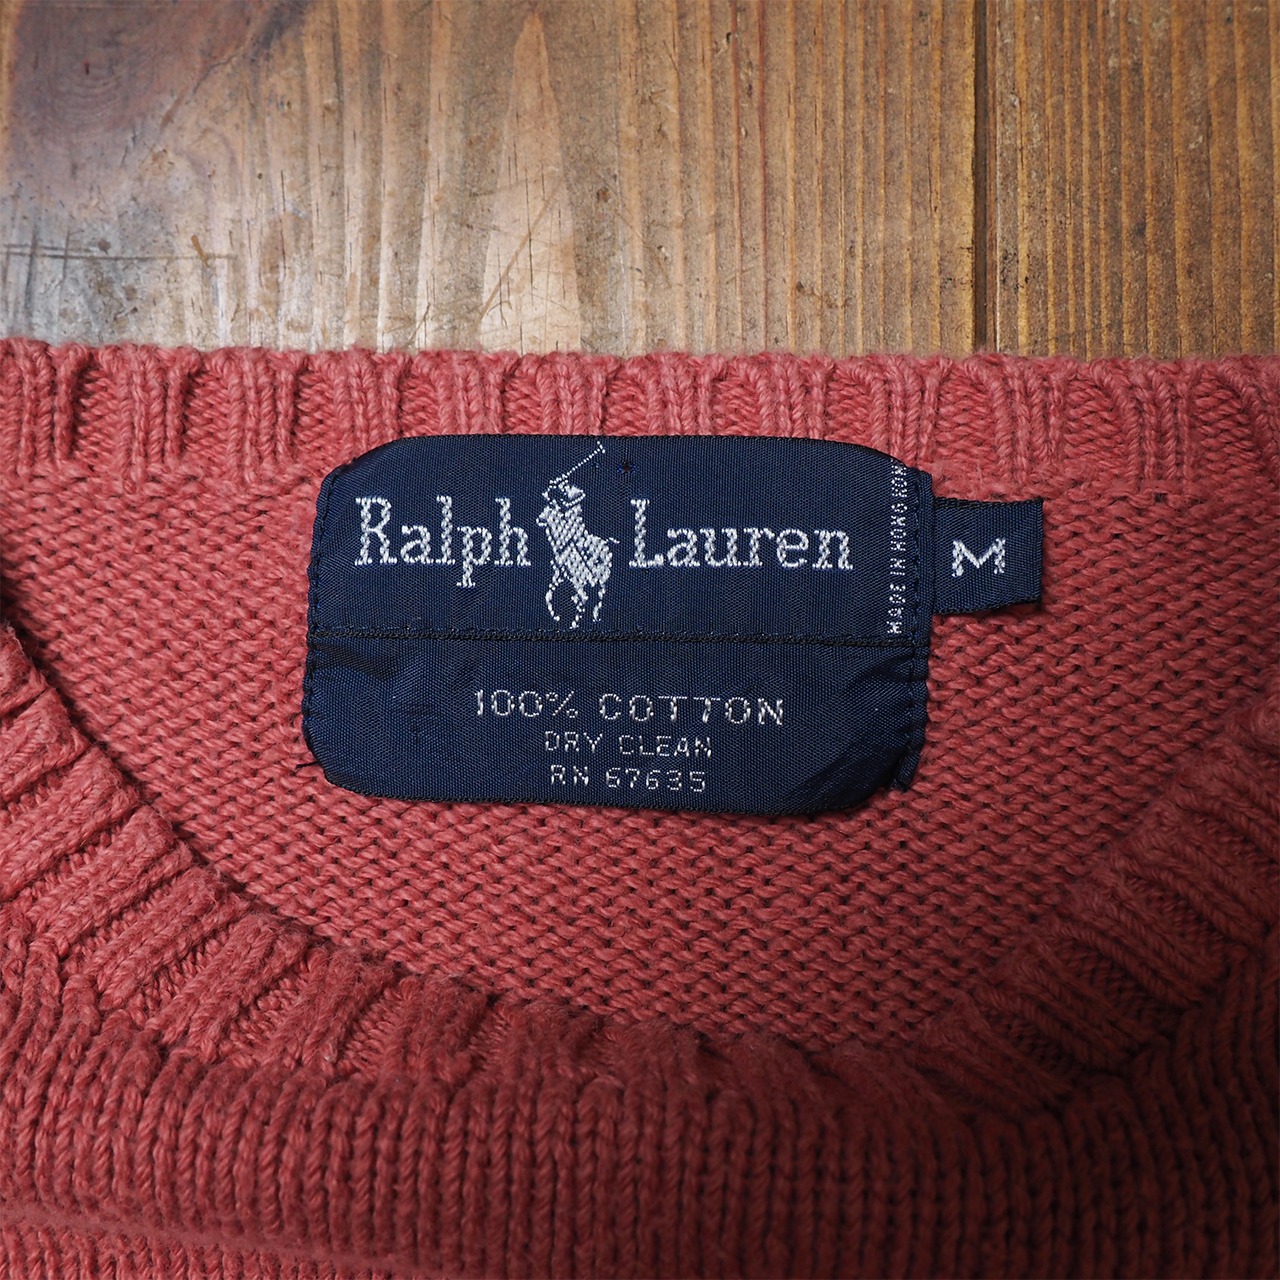 Ralph Lauren
MADE IN HONG KONG
M
100% COTTON
DRY CLEAN
RN 67635